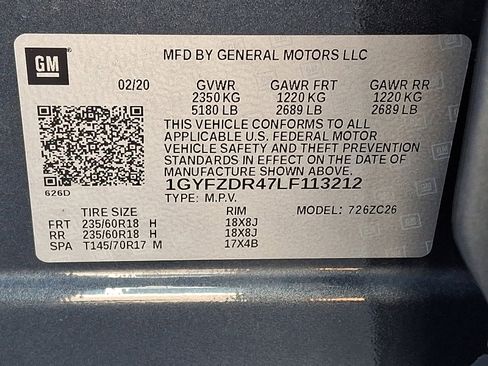 GM
MFD BY GENERAL MOTORS LLC
02/20 GVWR GAWR FRT GAWR RR
2350 KG 1220 KG 1220 KG
5180 LB 2689 LB 2689 LB
THIS VEHICLE CONFORMS TO ALL
APPLICABLE U.S. FEDERAL MOTOR
VEHICLE SAFETY AND THEFT PREVENTION
STANDARDS IN EFFECT ON THE DATE OF
MANUFACTURE SHOWN ABOVE.
626D
1GYFZDR47LF113212
TYPE: M.P.V. MODEL: 726ZC26
TIRE SIZE RIM
FRT 235/60R18 H 18X8J
RR 235/60R18 H 18X8J
SPA T145/70R17 M 17X4B